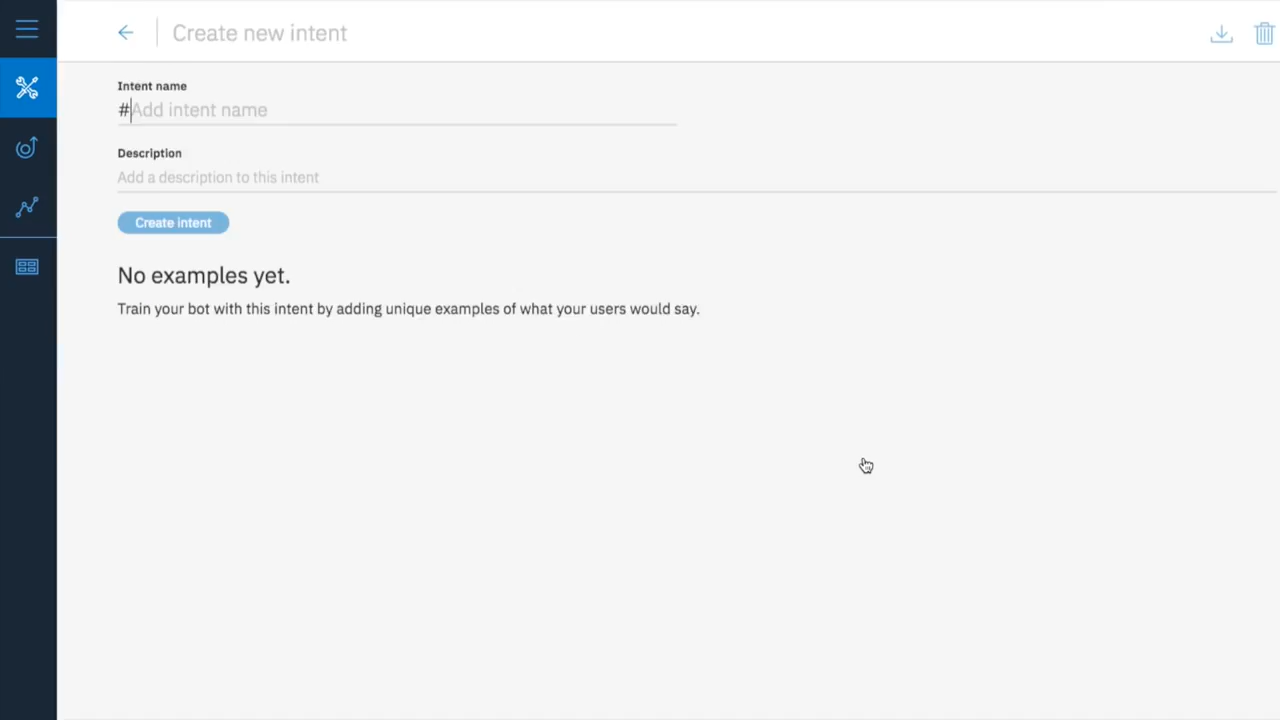 Create new intent
Intent name
#Add intent name
Description
Add a description to this intent
Create intent
No examples yet.
Train your bot with this intent by adding unique examples of what your users would say.